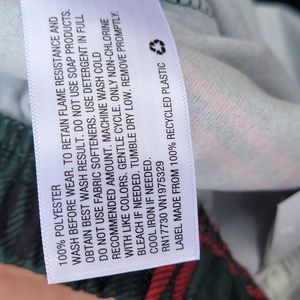 100% POLYESTER
WASH BEFORE WEAR. TO RETAIN FLAME RESISTANCE AND
OBTAIN BEST WASH RESULT. DO NOT USE SOAP PRODUCTS.
DO NOT USE FABRIC SOFTENERS. USE DETERGENT IN FULL
RECOMMENDED AMOUNT. MACHINE WASH COLD
WITH LIKE COLORS. GENTLE CYCLE. ONLY NON-CHLORINE
BLEACH IF NEEDED. TUMBLE DRY LOW. REMOVE PROMPTLY.
COOL IRON IF NEEDED.
RN17730 VN1975329
LABEL MADE FROM 100% RECYCLED PLASTIC